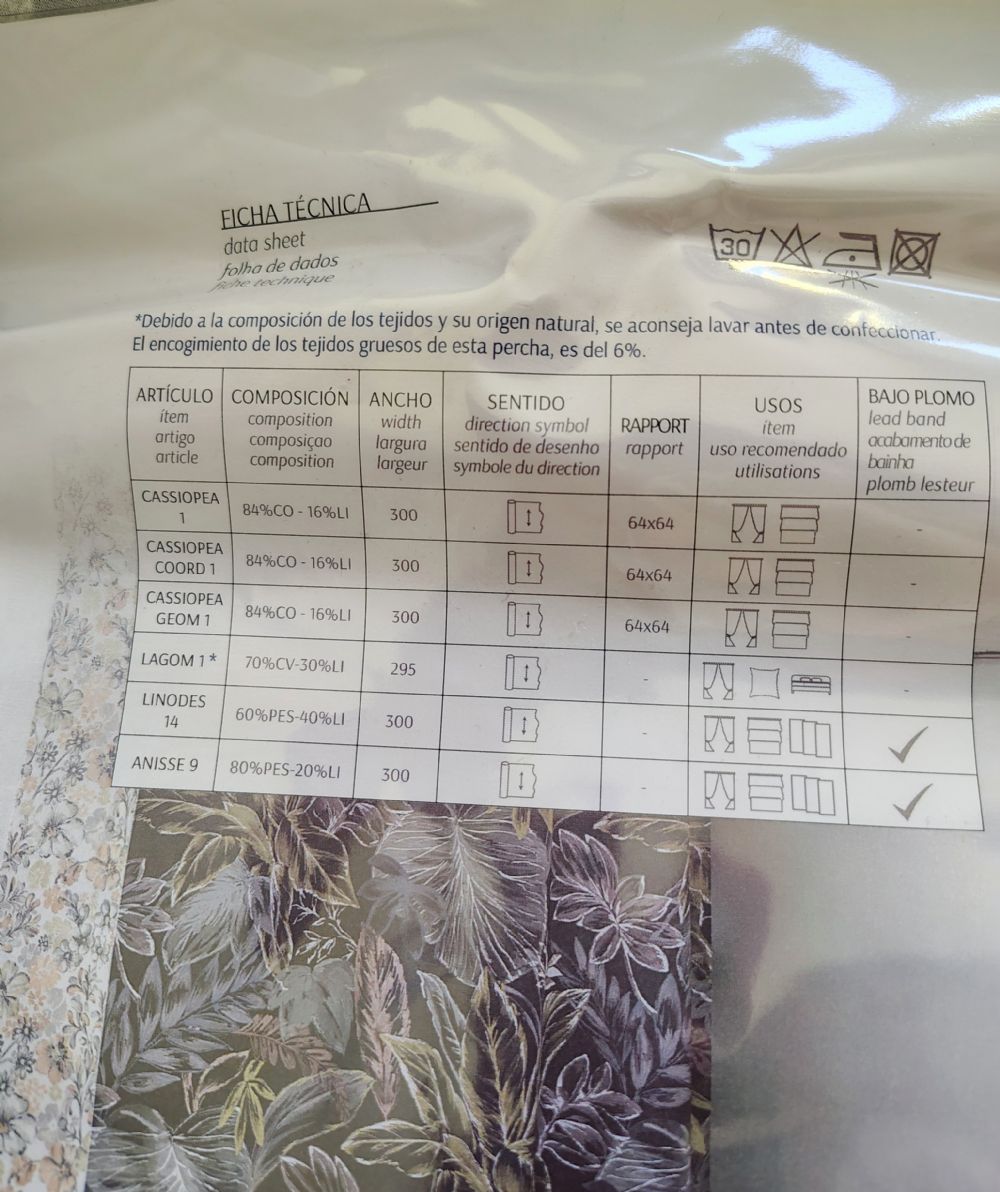 FICHA TÉCNICA
data sheet
folha de dados
fiche technique
30
*Debido a la composición de los tejidos y su origen natural, se aconseja lavar antes de confeccionar.
El encogimiento de los tejidos gruesos de esta percha, es del 6%.
ARTÍCULO
ítem
artigo
article
COMPOSICIÓN
composition
composiçao
composition
ANCHO
width
largura
largeur
SENTIDO
direction symbol
sentido de desenho
symbole du direction
RAPPORT
rapport
USOS
ítem
uso recomendado
utilisations
BAJO PLOMO
lead band
acabamento de
bainha
plomb lesteur
CASSIOPEA
1
84%CO - 16%LI
300
64x64
-
CASSIOPEA
COORD 1
84%CO - 16%LI
300
64x64
-
CASSIOPEA
GEOM 1
84%CO - 16%LI
300
64x64
-
LAGOM 1*
70%CV-30%LI
295
-
-
LINODES
14
60%PES-40%LI
300
-
ANISSE 9
80%PES-20%LI
300
-